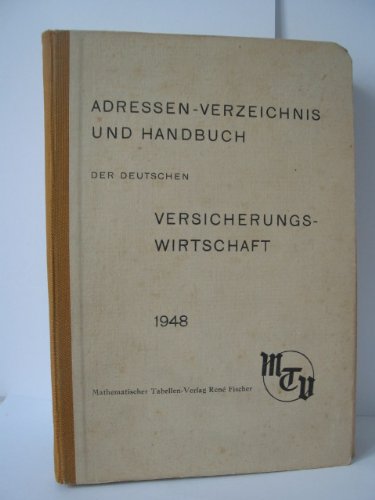 ADRESSEN-VERZEICHNIS
UND HANDBUCH
DER DEUTSCHEN
VERSICHERUNGS-
WIRTSCHAFT
1948
MTV
Mathematischer Tabellen-Verlag René Fischer